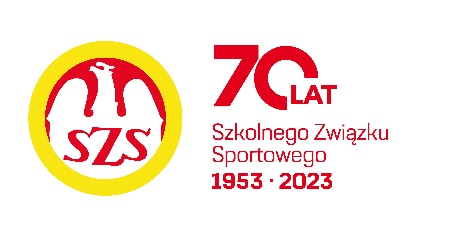 SZS
70 LAT
Szkolnego Związku
Sportowego
1953 · 2023